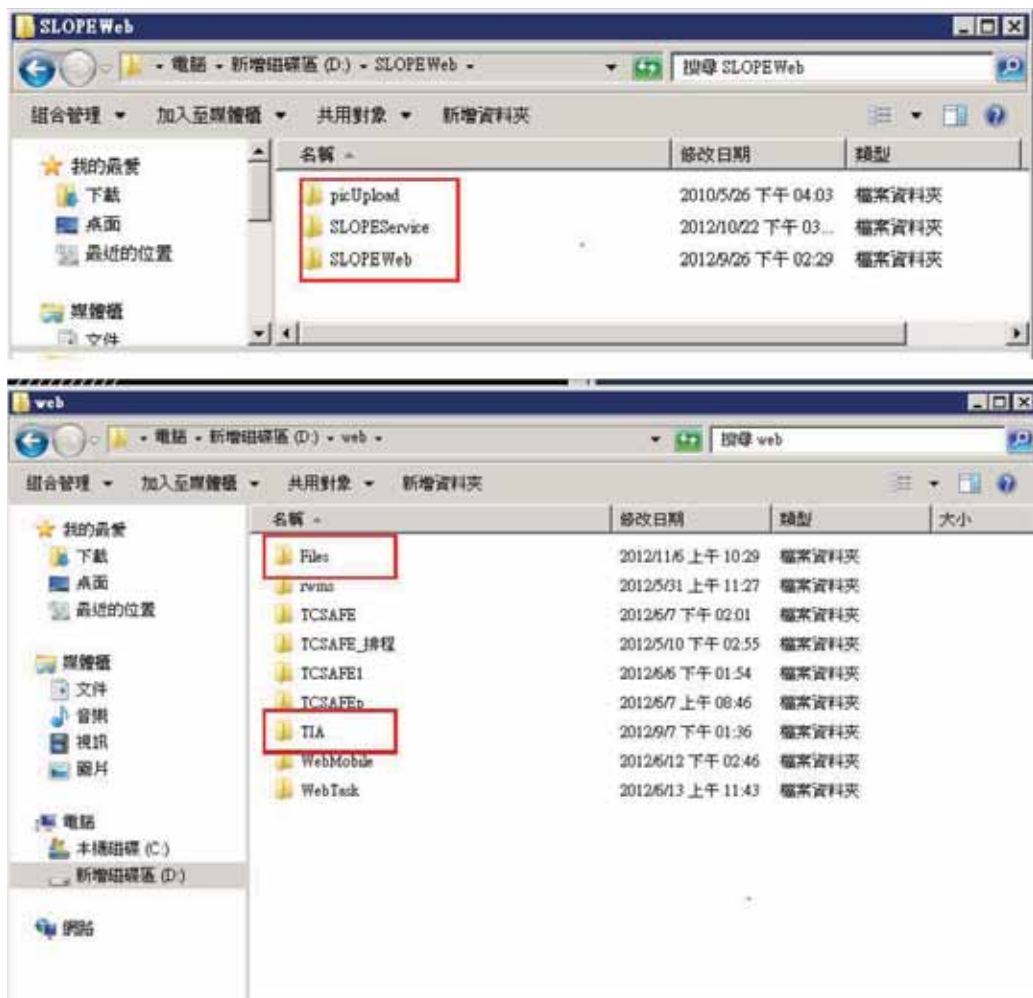 SLOPEWeb
電腦 新增磁碟區 (D:) SLOPEWeb 搜尋 SLOPEWeb
組合管理 加入至媒體櫃 共用對象 新增資料夾
名稱 修改日期 類型
我的最愛
下載
桌面
最近的位置
媒體櫃
文件
picUpload 2010/5/26 下午 04:03 檔案資料夾
SLOPEService 2012/10/22 下午 03... 檔案資料夾
SLOPEWeb 2012/9/26 下午 02:29 檔案資料夾
web
電腦 新增磁碟區 (D:) web 搜尋 web
組合管理 加入至媒體櫃 共用對象 新增資料夾
名稱 修改日期 類型 大小
我的最愛
下載
桌面
最近的位置
媒體櫃
文件
音樂
視訊
圖片
電腦
本機磁碟 (C:)
新增磁碟區 (D:)
網路
Files 2012/11/6 上午 10:29 檔案資料夾
rwms 2012/5/31 上午 11:27 檔案資料夾
TCSAFE 2012/6/7 下午 02:01 檔案資料夾
TCSAFE_排程 2012/5/10 下午 02:55 檔案資料夾
TCSAFE1 2012/6/6 下午 01:54 檔案資料夾
TCSAFEp 2012/6/7 上午 08:46 檔案資料夾
TIA 2012/9/7 下午 01:36 檔案資料夾
WebMobile 2012/6/12 下午 02:46 檔案資料夾
WebTask 2012/6/13 上午 11:43 檔案資料夾